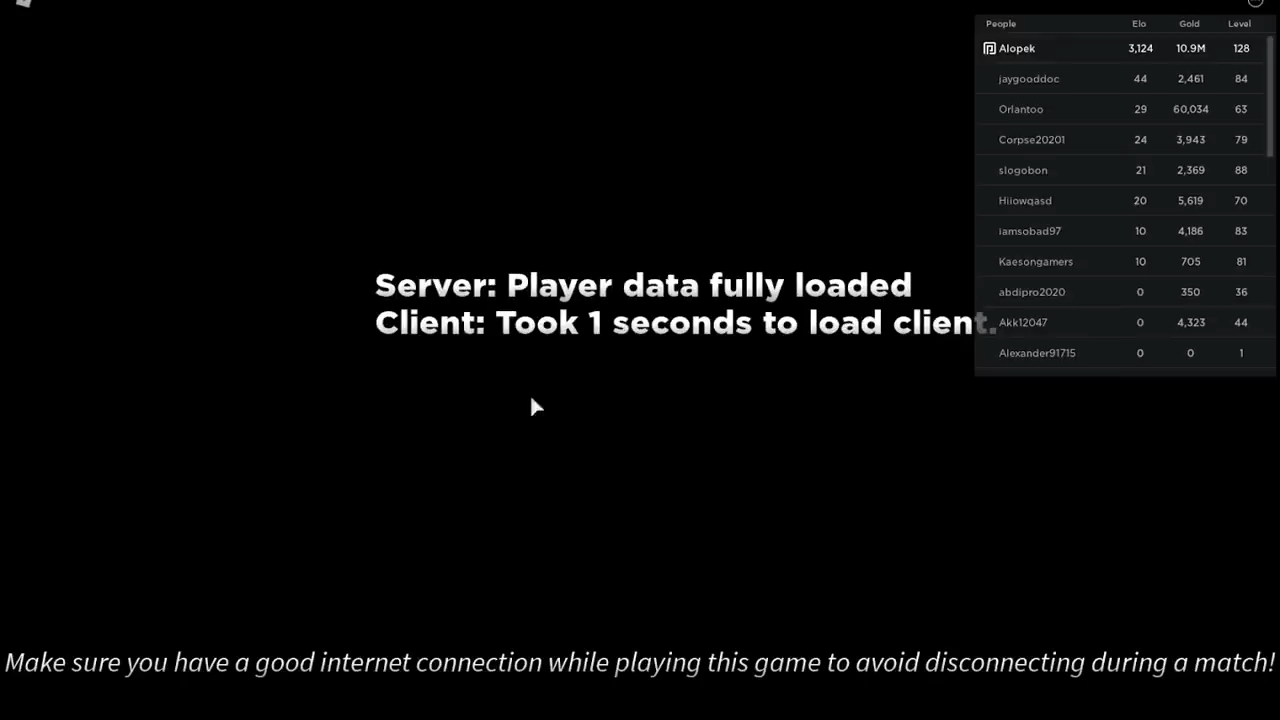 People Elo Gold Level
Alopek 3,124 10.9M 128
jaygooddoc 44 2,461 84
Orlantoo 29 60,034 63
Corpse20201 24 3,943 79
slogobon 21 2,369 88
Hiiowqasd 20 5,619 70
iamsobad97 10 4,186 83
Kaesongamers 10 705 81
abdipro2020 0 350 36
Akk12047 0 4,323 44
Alexander91715 0 0 1
Server: Player data fully loaded
Client: Took 1 seconds to load client.
Make sure you have a good internet connection while playing this game to avoid disconnecting during a match!